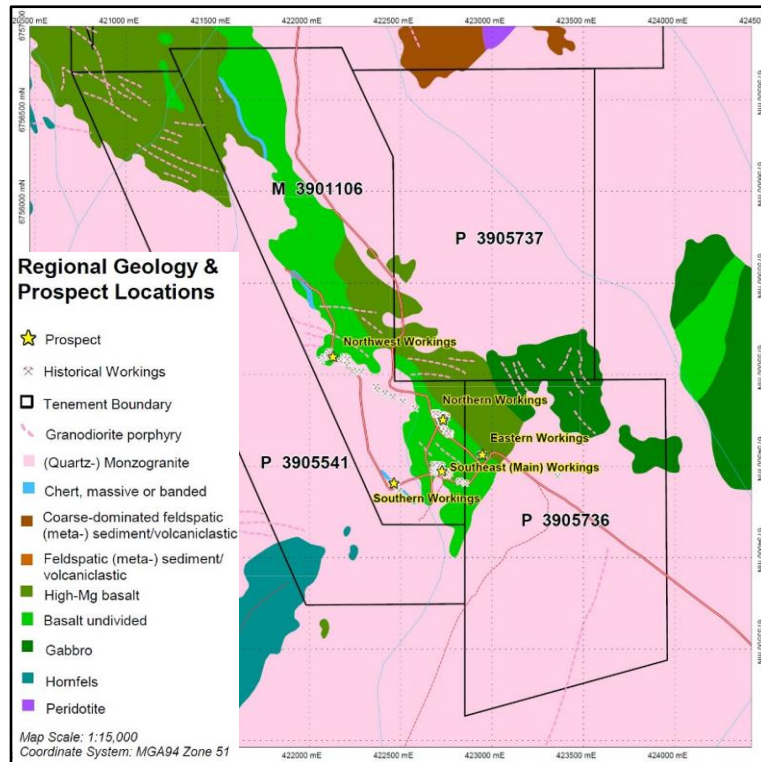 420500 mE 421000 mE 421500 mE 422000 mE 422500 mE 423000 mE 423500 mE 424000 mE
6756500 mN
6756000 mN
M 3901106
P 3905737
Regional Geology &
Prospect Locations
Prospect
Historical Workings
Tenement Boundary
Granodiorite porphyry
(Quartz-) Monzogranite
Chert, massive or banded
Coarse-dominated feldspatic
(meta-) sediment/volcaniclastic
Feldspatic (meta-) sediment/
volcaniclastic
High-Mg basalt
Basalt undivided
Gabbro
Hornfels
Peridotite
Map Scale: 1:15,000
Coordinate System: MGA94 Zone 51
Northwest Workings
Northern Workings
Eastern Workings
Southeast (Main) Workings
Southern Workings
P 3905541
P 3905736
422000 mE 422500 mE 423000 mE 423500 mE 424000 mE